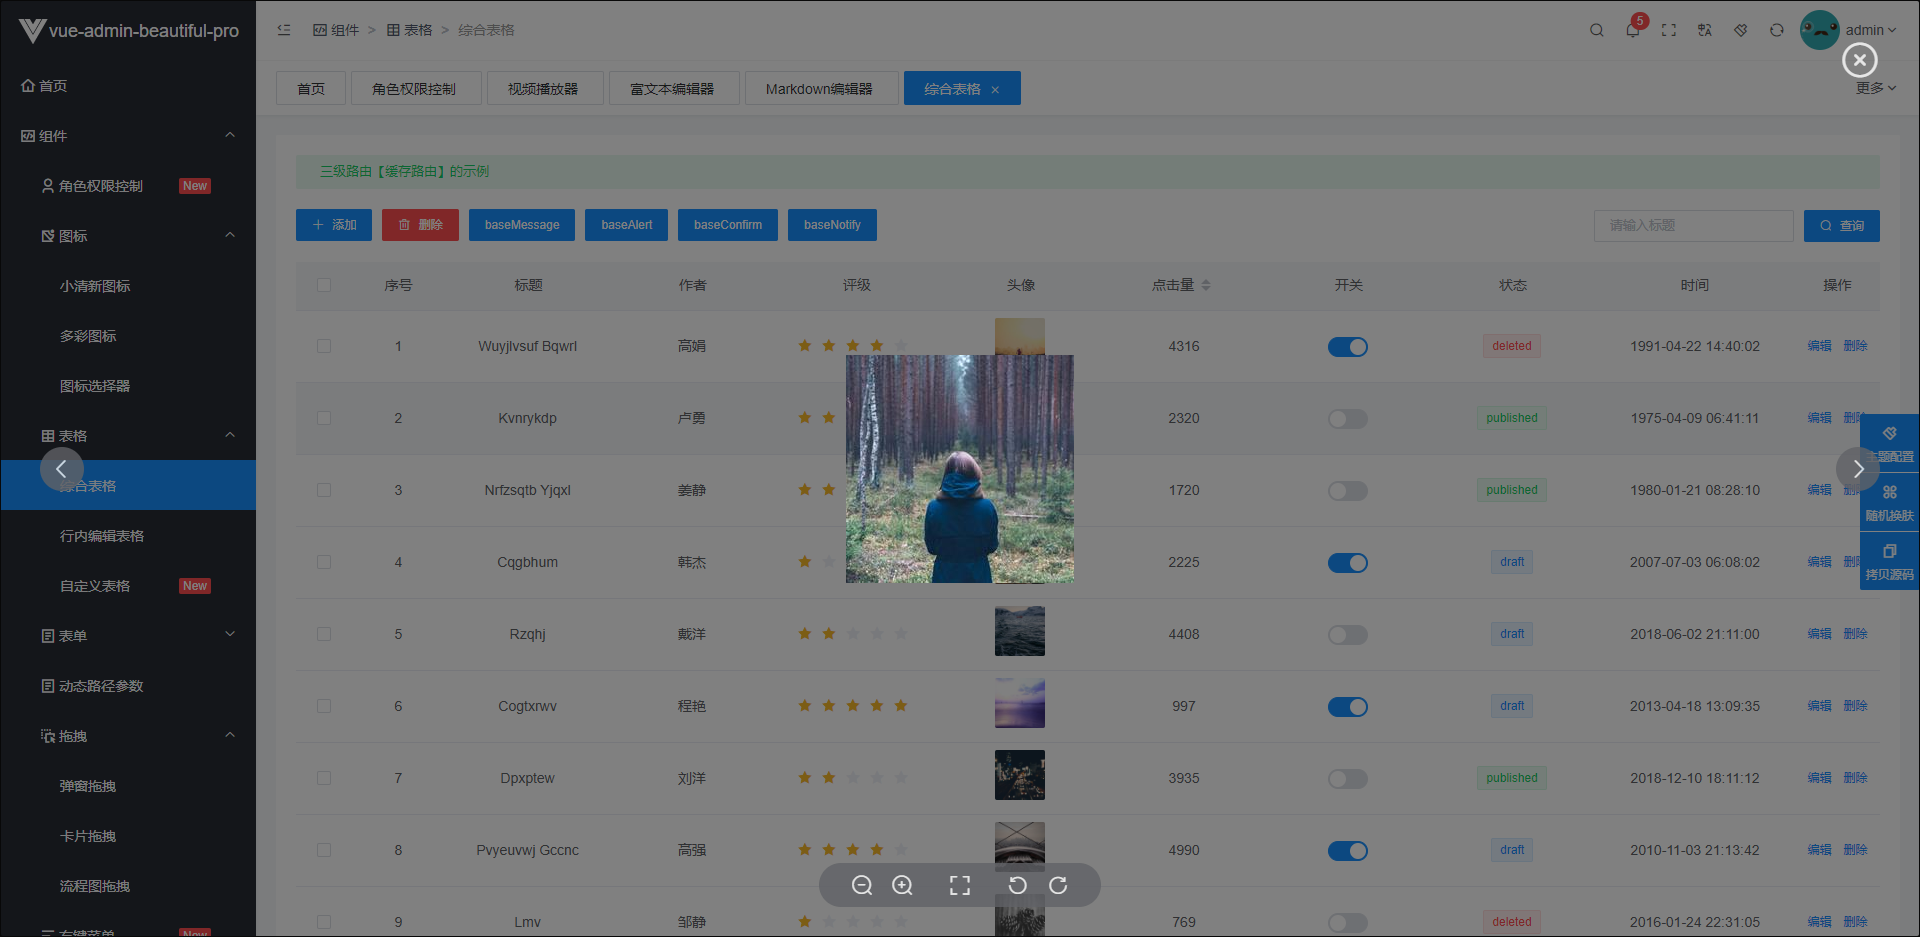 vue-admin-beautiful-pro
组件 > 表格 > 综合表格
5
admin
首页
角色权限控制
视频播放器
富文本编辑器
Markdown编辑器
综合表格
更多
首页
组件
角色权限控制 New
图标
小清新图标
多彩图标
图标选择器
表格
综合表格
行内编辑表格
自定义表格 New
表单
动态路径参数
拖拽
弹窗拖拽
卡片拖拽
流程图拖拽
右键菜单 New
三级路由【缓存路由】的示例
添加 删除 baseMessage baseAlert baseConfirm baseNotify 请输入标题 查询
序号 标题 作者 评级 头像 点击量 开关 状态 时间 操作
1 Wuyjlvsuf Bqwrl 高娟 4316 deleted 1991-04-22 14:40:02 编辑 删除
2 Kvnrykdp 卢勇 2320 published 1975-04-09 06:41:11 编辑 删除
3 Nrfzsqtb Yjqxl 姜静 1720 published 1980-01-21 08:28:10 编辑
4 Cqgbhum 韩杰 2225 draft 2007-07-03 06:08:02 编辑
5 Rzqhj 戴洋 4408 draft 2018-06-02 21:11:00 编辑 删除
6 Cogtxrwv 程艳 997 draft 2013-04-18 13:09:35 编辑 删除
7 Dpxptew 刘洋 3935 published 2018-12-10 18:11:12 编辑 删除
8 Pvyeuvwj Gccnc 高强 4990 draft 2010-11-03 21:13:42 编辑 删除
9 Lmv 邹静 769 deleted 2016-01-24 22:31:05 编辑 删除
主题配置
随机换肤
拷贝源码